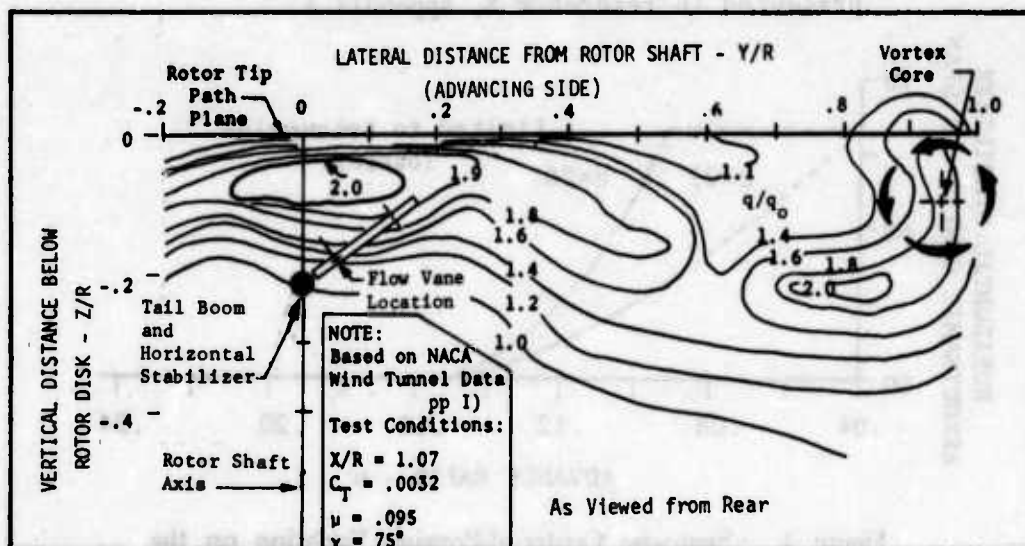 LATERAL DISTANCE FROM ROTOR SHAFT - Y/R
(ADVANCING SIDE)
Vortex
Core
Rotor Tip
Path
Plane
-.2
0
.2
.4
.6
.8
1.0
0
-.2
-.4
VERTICAL DISTANCE BELOW
ROTOR DISK - Z/R
2.0
1.9
1.8
1.6
1.4
1.2
1.0
1.1
q/qo
1.4
1.6
1.8
2.0
Flow Vane
Location
Tail Boom
and
Horizontal
Stabilizer
Rotor Shaft
Axis
NOTE:
Based on NACA
Wind Tunnel Data
pp I)
Test Conditions:
X/R = 1.07
CT = .0032
μ = .095
χ = 75°
As Viewed from Rear